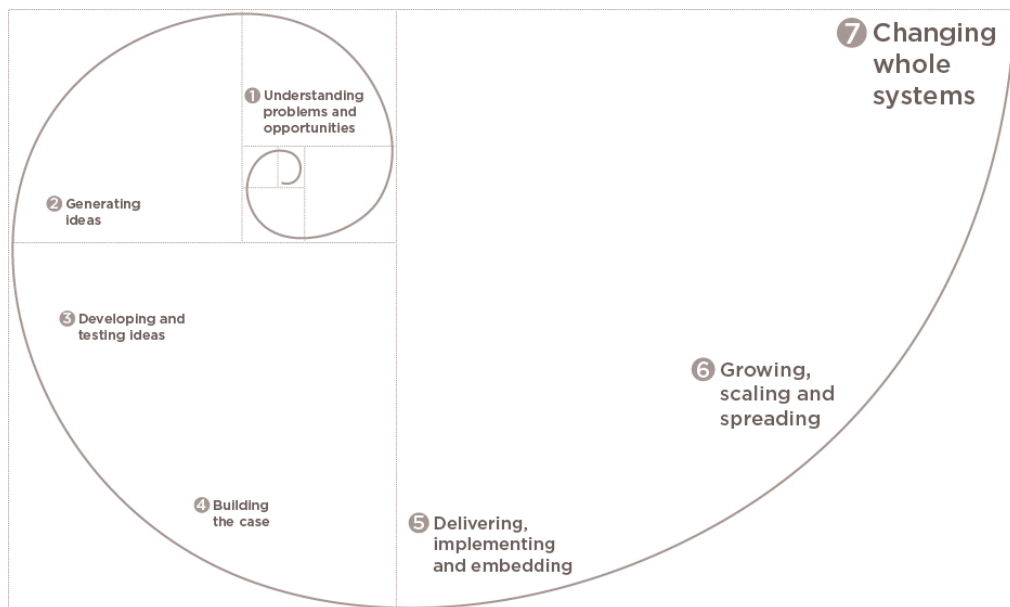 1 Understanding
problems and
opportunities
2 Generating
ideas
3 Developing and
testing ideas
4 Building
the case
5 Delivering,
implementing
and embedding
6 Growing,
scaling and
spreading
7 Changing
whole
systems